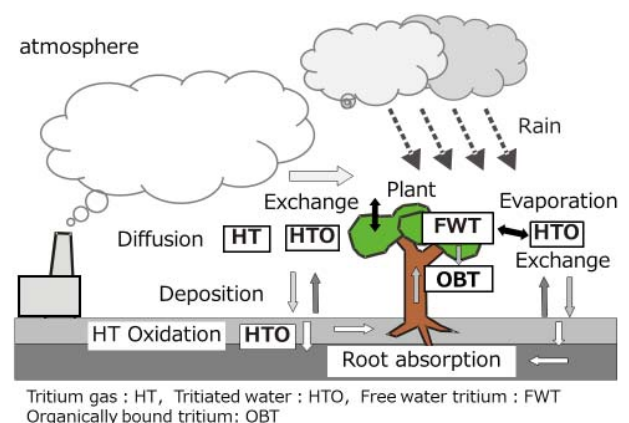 atmosphere
Rain
Exchange
Plant
Evaporation
Diffusion
HT
HTO
FWT
HTO
Exchange
OBT
Deposition
HT Oxidation
HTO
Root absorption
Tritium gas : HT, Tritiated water : HTO, Free water tritium : FWT
Organically bound tritium: OBT